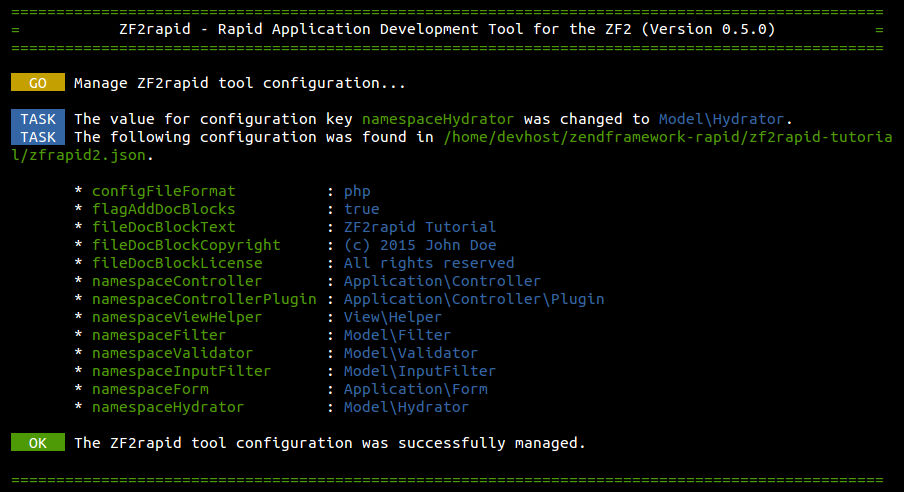 =================================================================================================
= ZF2rapid - Rapid Application Development Tool for the ZF2 (Version 0.5.0) =
=================================================================================================
GO Manage ZF2rapid tool configuration...
TASK The value for configuration key namespaceHydrator was changed to Model\Hydrator.
TASK The following configuration was found in /home/devhost/zendframework-rapid/zf2rapid-tutoria
l/zfrapid2.json.
* configFileFormat : php
* flagAddDocBlocks : true
* fileDocBlockText : ZF2rapid Tutorial
* fileDocBlockCopyright : (c) 2015 John Doe
* fileDocBlockLicense : All rights reserved
* namespaceController : Application\Controller
* namespaceControllerPlugin : Application\Controller\Plugin
* namespaceViewHelper : View\Helper
* namespaceFilter : Model\Filter
* namespaceValidator : Model\Validator
* namespaceInputFilter : Model\InputFilter
* namespaceForm : Application\Form
* namespaceHydrator : Model\Hydrator
OK The ZF2rapid tool configuration was successfully managed.
=================================================================================================